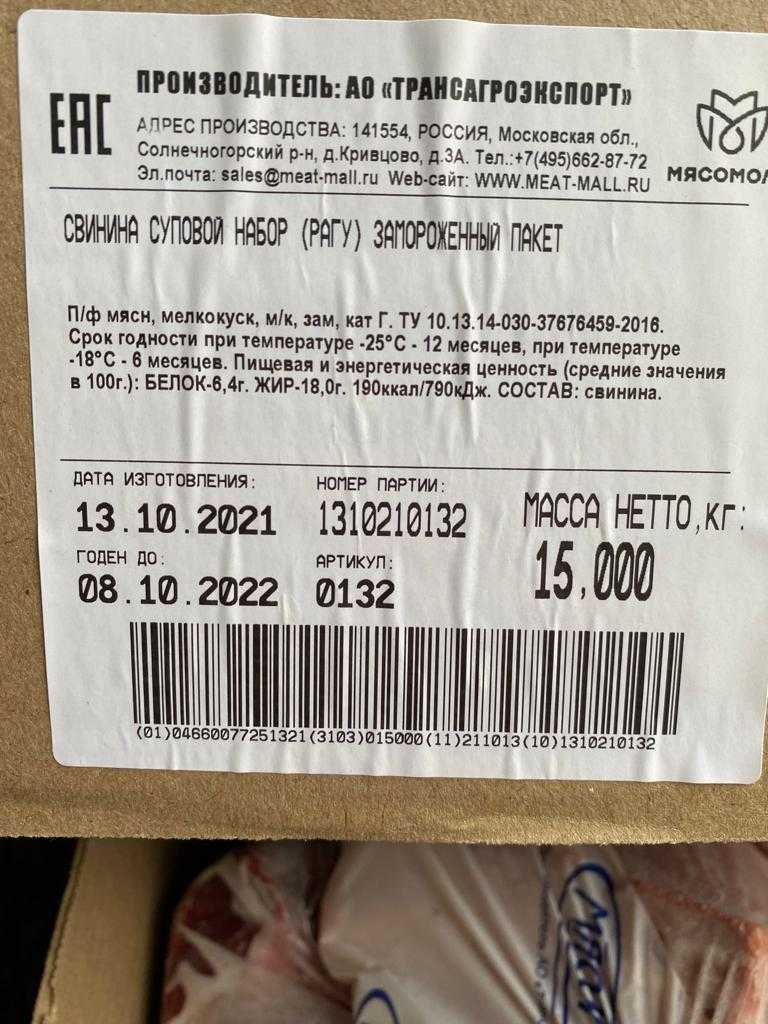 EAC
ПРОИЗВОДИТЕЛЬ: АО «ТРАНСАГРОЭКСПОРТ»
АДРЕС ПРОИЗВОДСТВА: 141554, РОССИЯ, Московская обл.,
Солнечногорский р-н, д.Кривцово, д.3А. Тел.:+7(495)662-87-72
Эл.почта: sales@meat-mall.ru Web-сайт: WWW.MEAT-MALL.RU
МЯСОМОЛ
СВИНИНА СУПОВОЙ НАБОР (РАГУ) ЗАМОРОЖЕННЫЙ ПАКЕТ
П/ф мясн, мелкокуск, м/к, зам, кат Г. ТУ 10.13.14-030-37676459-2016.
Срок годности при температуре -25°С - 12 месяцев, при температуре
-18°С - 6 месяцев. Пищевая и энергетическая ценность (средние значения
в 100г.): БЕЛОК-6,4г. ЖИР-18,0г. 190ккал/790кДж. СОСТАВ: свинина.
ДАТА ИЗГОТОВЛЕНИЯ:
13.10.2021
НОМЕР ПАРТИИ:
1310210132
МАССА НЕТТО,кг:
15,000
ГОДЕН ДО:
08.10.2022
АРТИКУЛ:
0132
(01)04660077251321(3103)015000(11)211013(10)1310210132